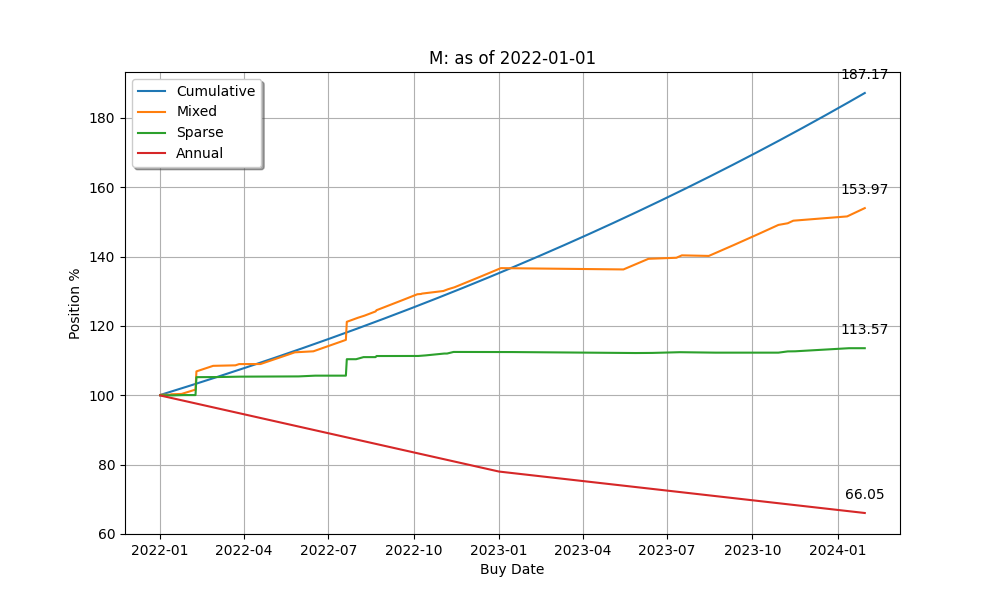 M: as of 2022-01-01
187.17
Cumulative
Mixed
Sparse
Annual
153.97
113.57
66.05
180
160
140
120
100
80
60
Position %
2022-01 2022-04 2022-07 2022-10 2023-01 2023-04 2023-07 2023-10 2024-01
Buy Date